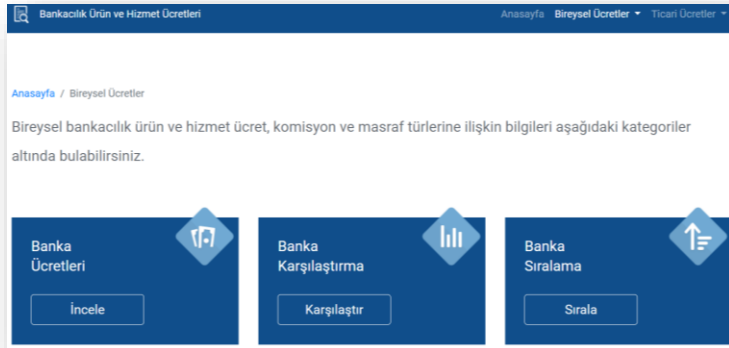 Bankacılık Ürün ve Hizmet Ücretleri
Anasayfa Bireysel Ücretler Ticari Ücretler
Anasayfa / Bireysel Ücretler
Bireysel bankacılık ürün ve hizmet ücret, komisyon ve masraf türlerine ilişkin bilgileri aşağıdaki kategoriler
altında bulabilirsiniz.
Banka
Ücretleri
İncele
Banka
Karşılaştırma
Karşılaştır
Banka
Sıralama
Sırala